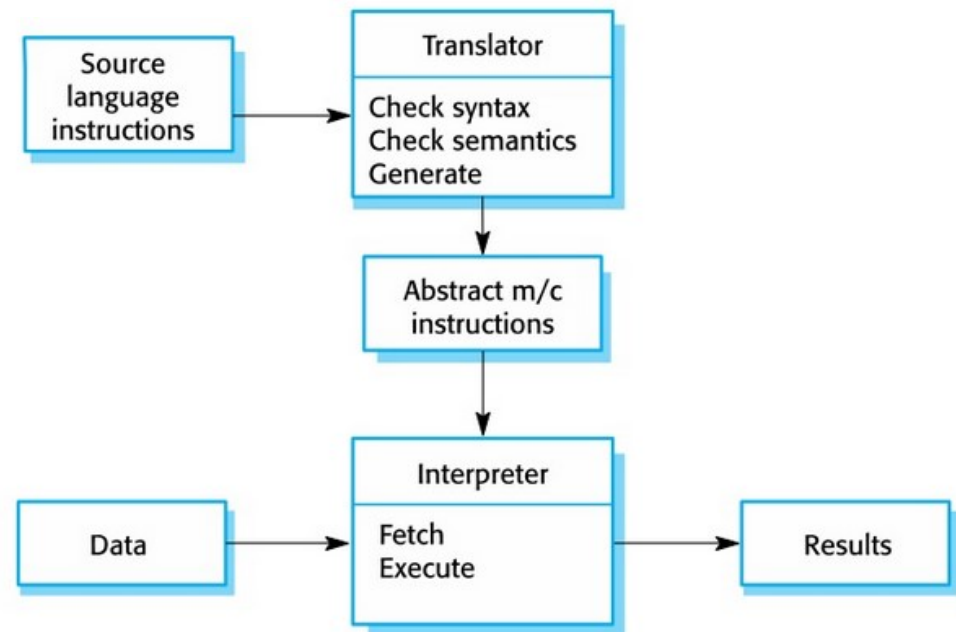 Source
language
instructions
Translator
Check syntax
Check semantics
Generate
Abstract m/c
instructions
Interpreter
Fetch
Execute
Data
Results